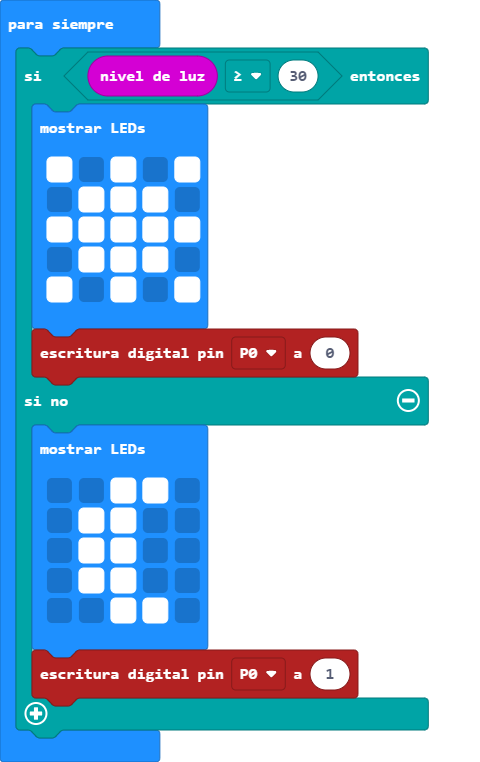 para siempre
si nivel de luz ≥ 30 entonces
mostrar LEDs
escritura digital pin P0 a 0
si no
mostrar LEDs
escritura digital pin P0 a 1